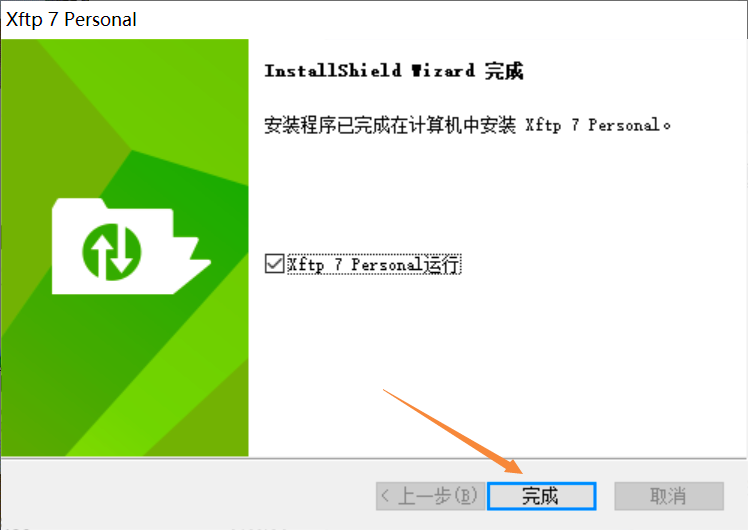 Xftp 7 Personal
InstallShield Wizard 完成
安装程序已完成在计算机中安装 Xftp 7 Personal。
Xftp 7 Personal运行
< 上一步(B)
完成
取消